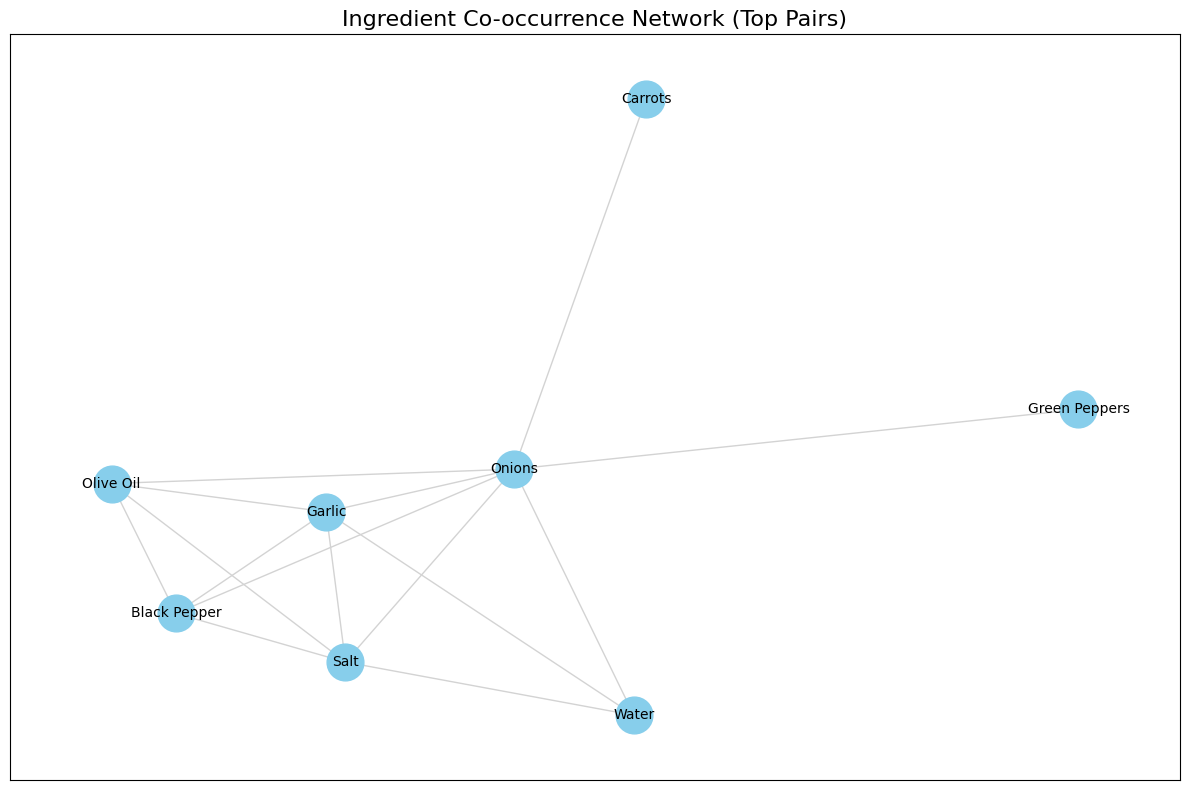 Ingredient Co-occurrence Network (Top Pairs)
Carrots
Green Peppers
Onions
Olive Oil
Garlic
Black Pepper
Salt
Water